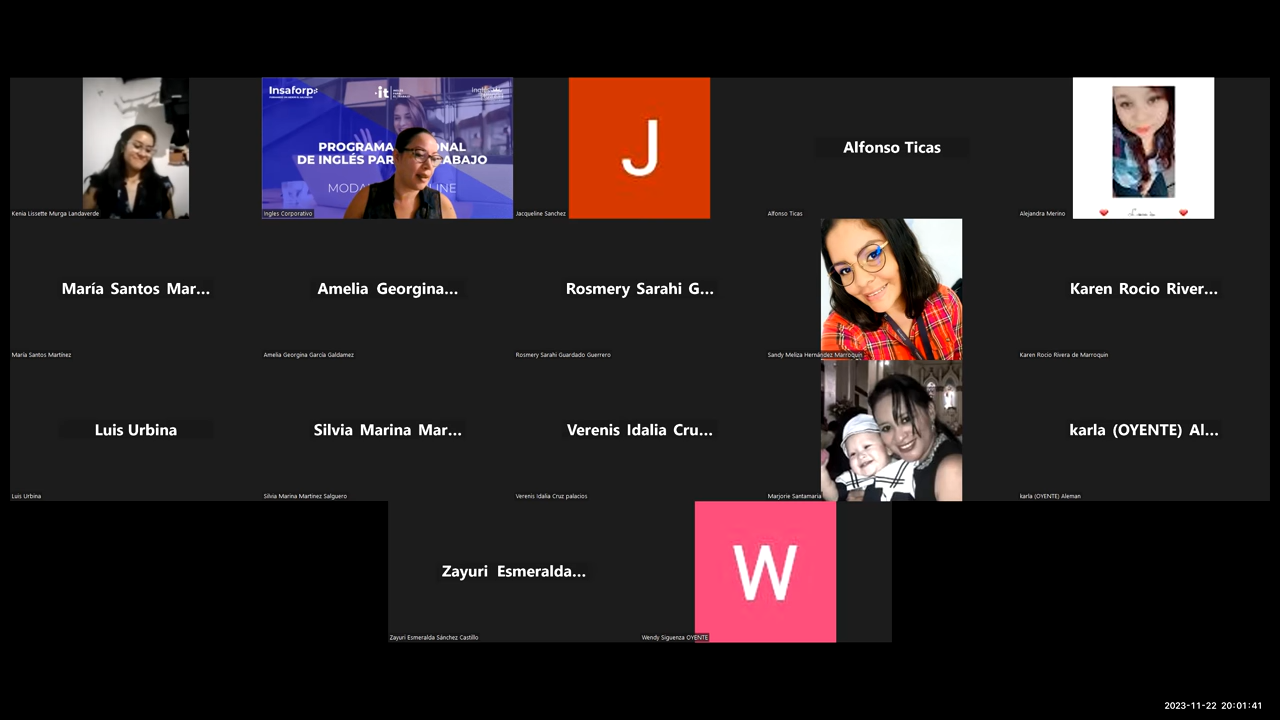 Insaforp
it
PROGRAMA
ONAL
DE INGLÉS PAR
ABAJO
MODA
LINE
J
Alfonso Ticas
Kenia Lissette Murga Landaverde
Ingles Corporativo
Jacqueline Sanchez
Alfonso Ticas
Alejandra Merino
María Santos Mar...
Amelia Georgina...
Rosmery Sarahi G...
Karen Rocio River...
María Santos Martínez
Amelia Georgina García Galdamez
Rosmery Sarahi Guardado Guerrero
Sandy Meliza Hernández Marroquin
Karen Rocio Rivera de Marroquin
Luis Urbina
Silvia Marina Mar...
Verenis Idalia Cru...
karla (OYENTE) Al...
Luis Urbina
Silvia Marina Martinez Salguero
Verenis Idalia Cruz palacios
Marjorie Santamaria
karla (OYENTE) Aleman
Zayuri Esmeralda...
W
Zayuri Esmeralda Sánchez Castillo
Wendy Siguenza OYENTE
2023-11-22 20:01:41